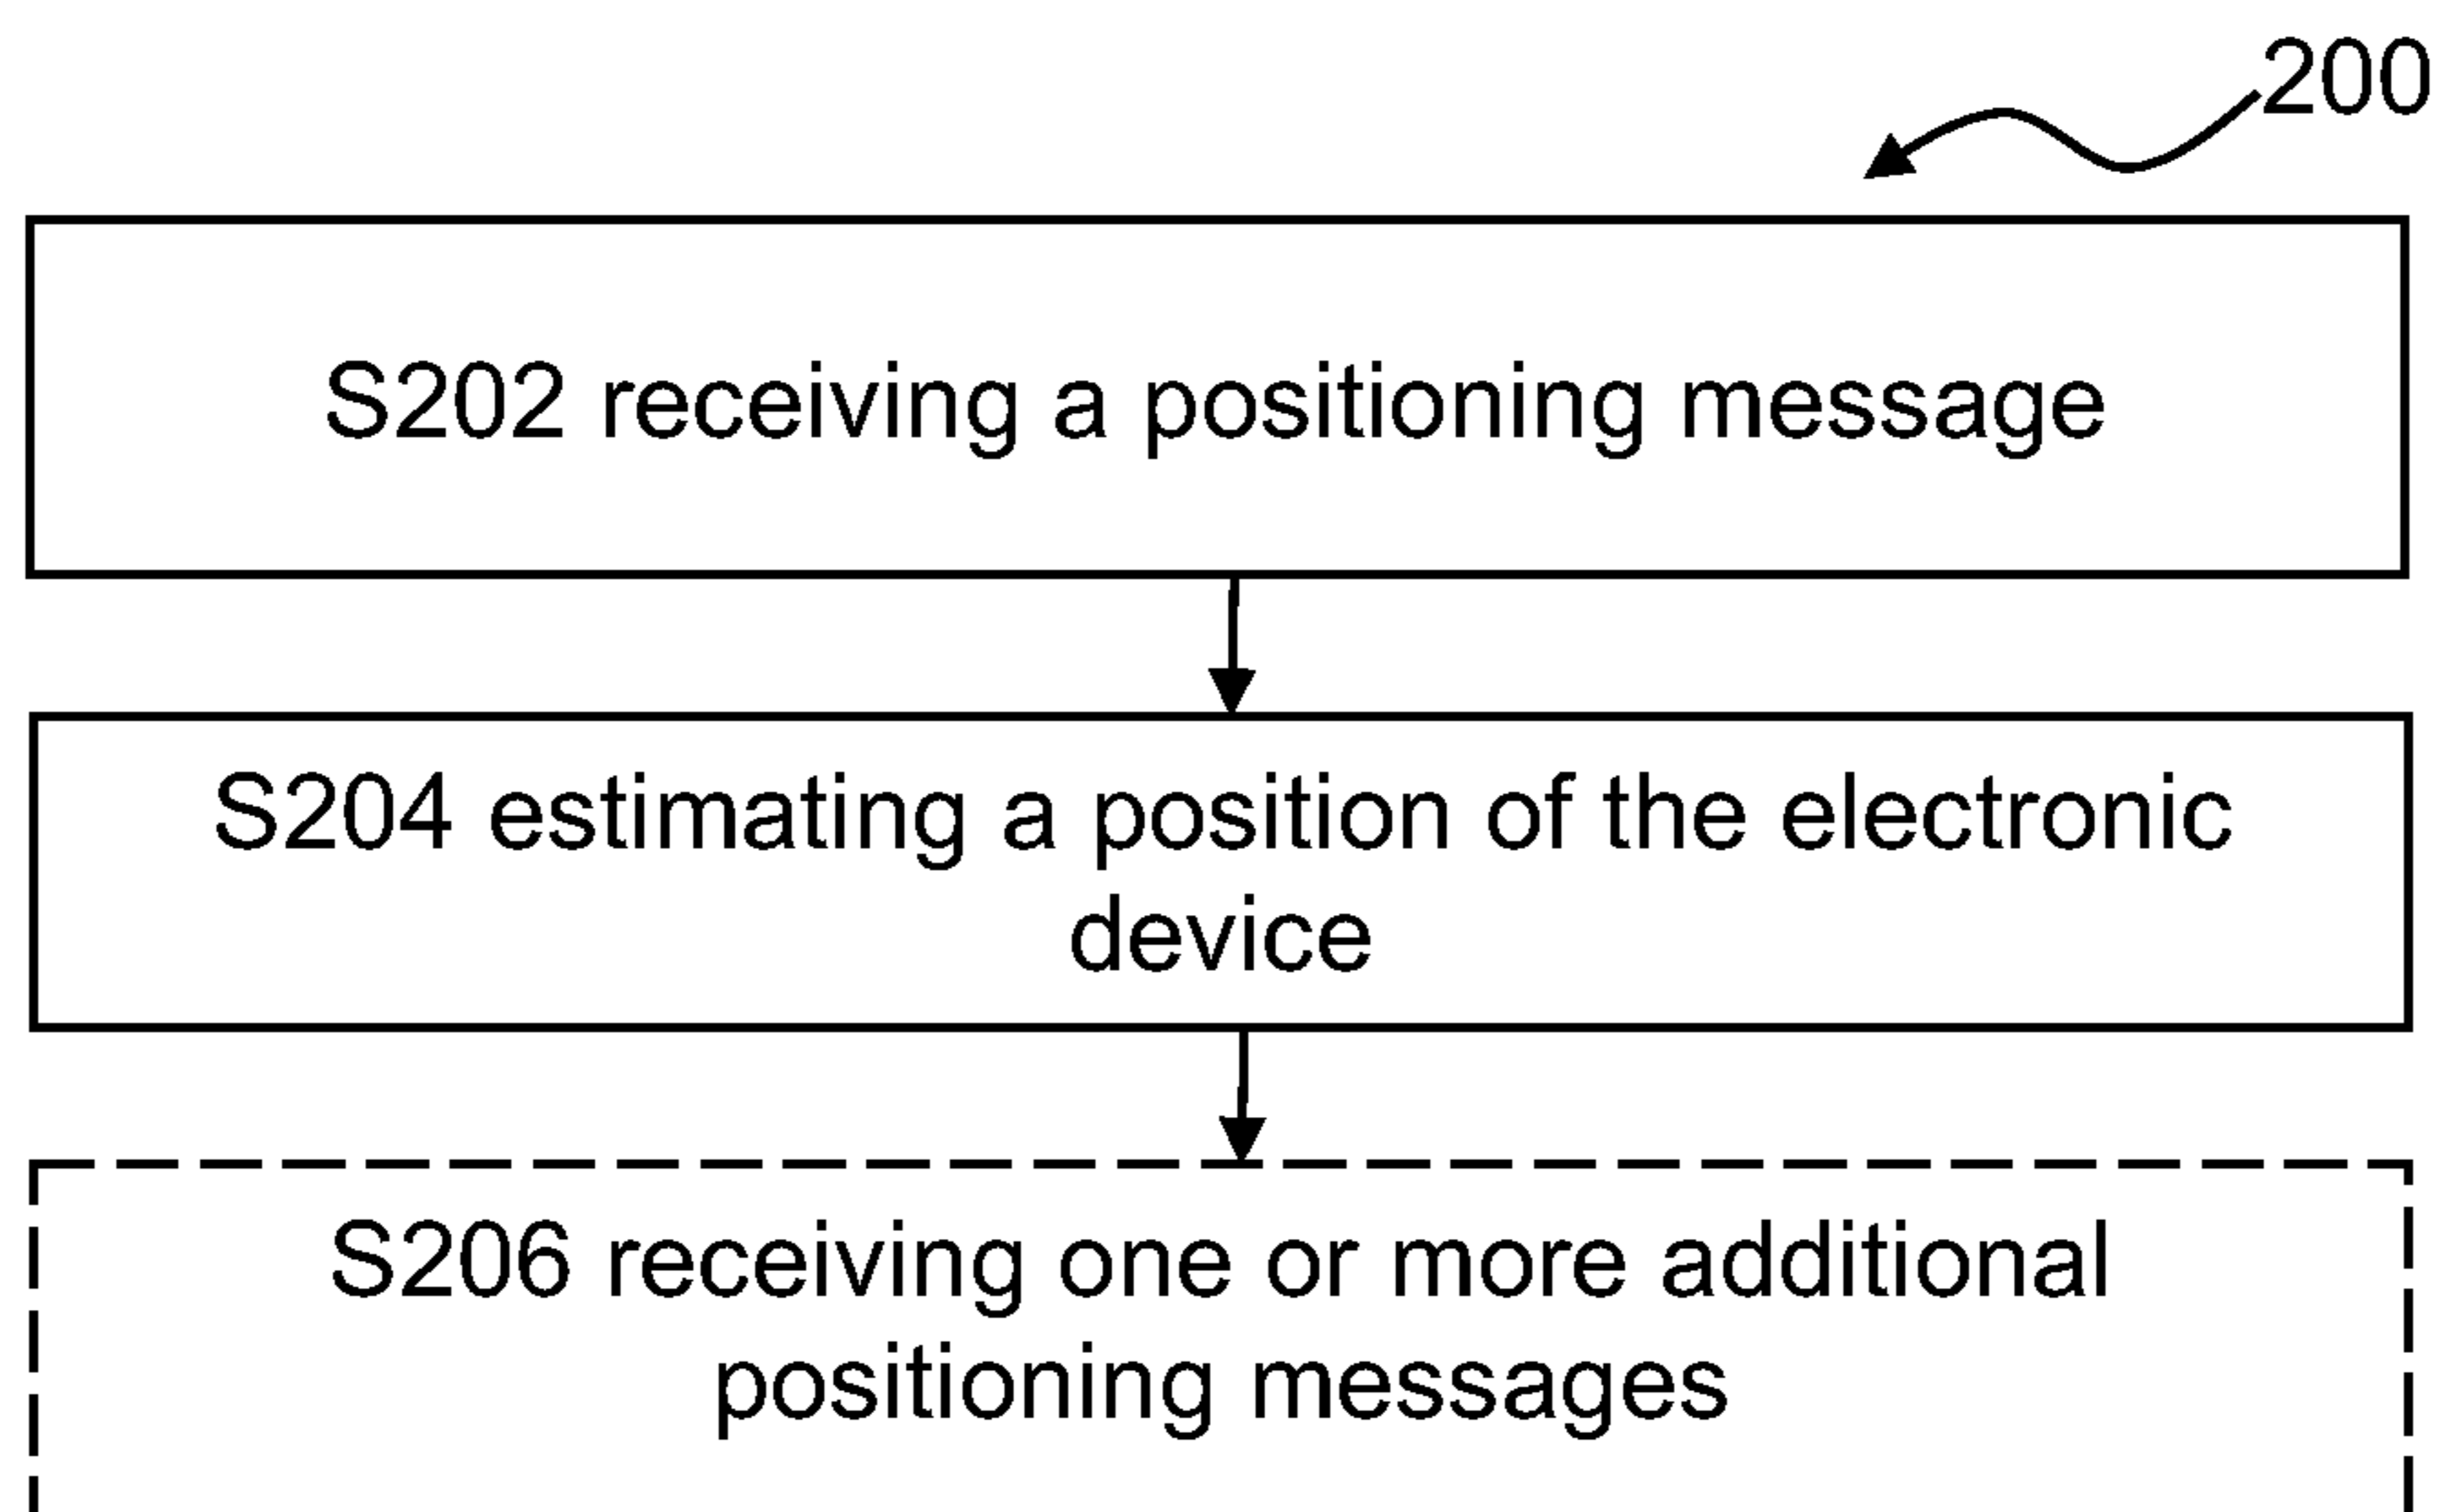 200
S202 receiving a positioning message
S204 estimating a position of the electronic
device
S206 receiving one or more additional
positioning messages